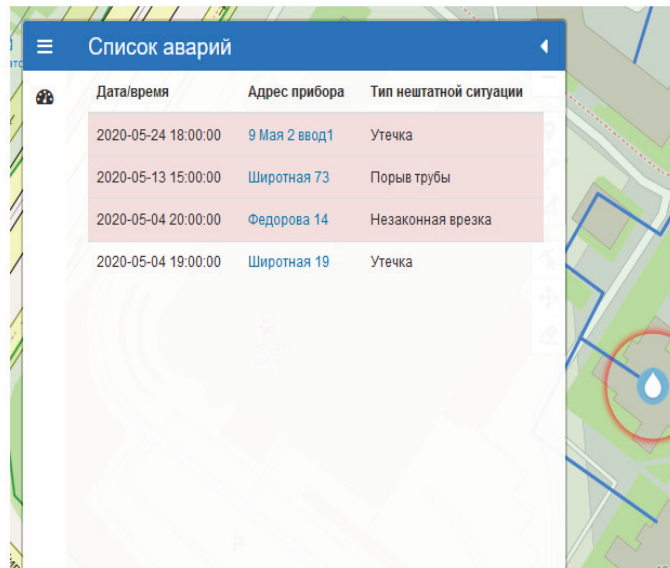 Список аварий
Дата/время Адрес прибора Тип нештатной ситуации
2020-05-24 18:00:00 9 Мая 2 ввод1 Утечка
2020-05-13 15:00:00 Широтная 73 Порыв трубы
2020-05-04 20:00:00 Федорова 14 Незаконная врезка
2020-05-04 19:00:00 Широтная 19 Утечка